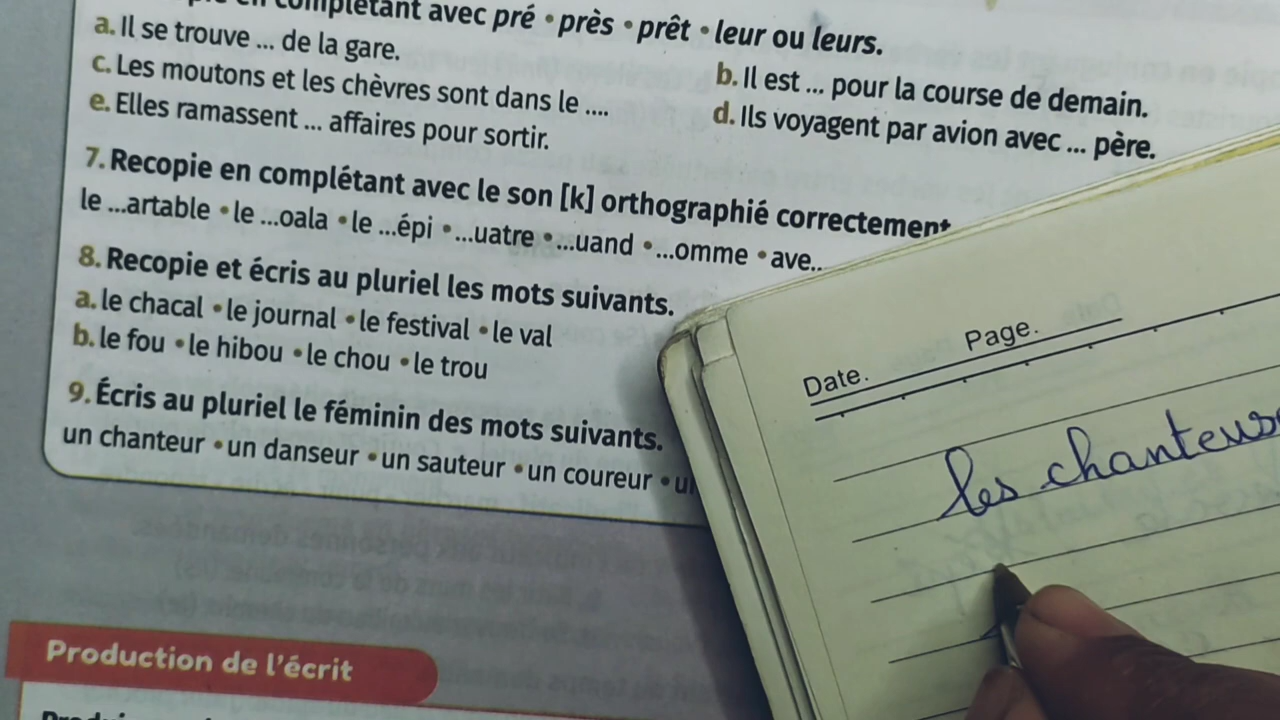 complétant avec pré • près • prêt • leur ou leurs.
a. Il se trouve ... de la gare.
b. Il est ... pour la course de demain.
c. Les moutons et les chèvres sont dans le ....
d. Ils voyagent par avion avec ... père.
e. Elles ramassent ... affaires pour sortir.
7. Recopie en complétant avec le son [k] orthographié correctement
le ...artable • le ...oala • le ...épi • ...uatre • ...uand • ...omme • ave..
8. Recopie et écris au pluriel les mots suivants.
a. le chacal • le journal • le festival • le val
b. le fou • le hibou • le chou • le trou
9. Écris au pluriel le féminin des mots suivants.
un chanteur • un danseur • un sauteur • un coureur •
Production de l'écrit
Date. Page.
les chanteus